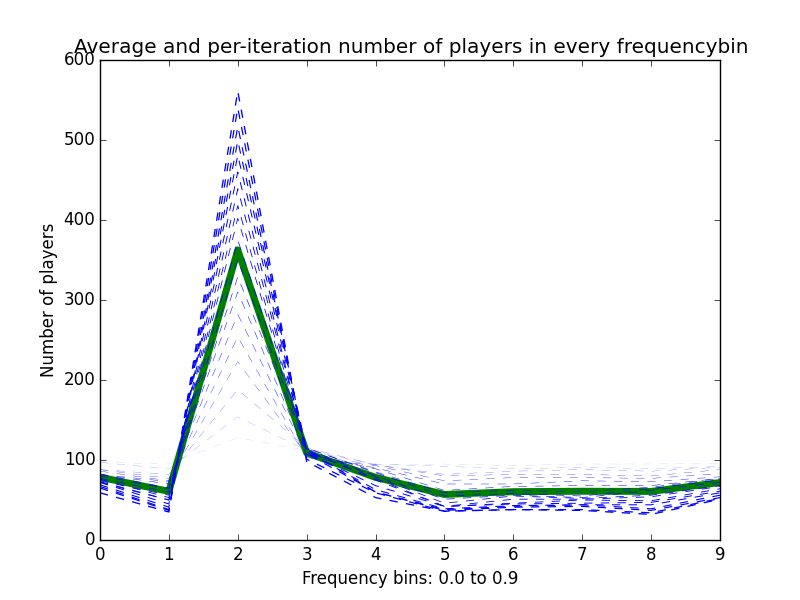 Average and per-iteration number of players in every frequencybin
600
500
400
300
200
100
0
Number of players
0 1 2 3 4 5 6 7 8 9
Frequency bins: 0.0 to 0.9